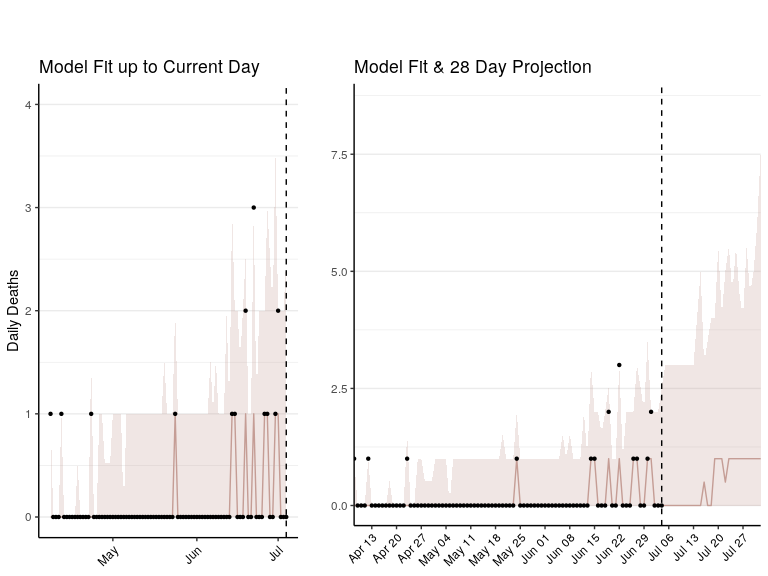 Model Fit up to Current Day
Model Fit & 28 Day Projection
Daily Deaths
4
3
2
1
0
May
Jun
Jul
7.5
5.0
2.5
0.0
Apr 13
Apr 20
Apr 27
May 04
May 11
May 18
May 25
Jun 01
Jun 08
Jun 15
Jun 22
Jun 29
Jul 06
Jul 13
Jul 20
Jul 27